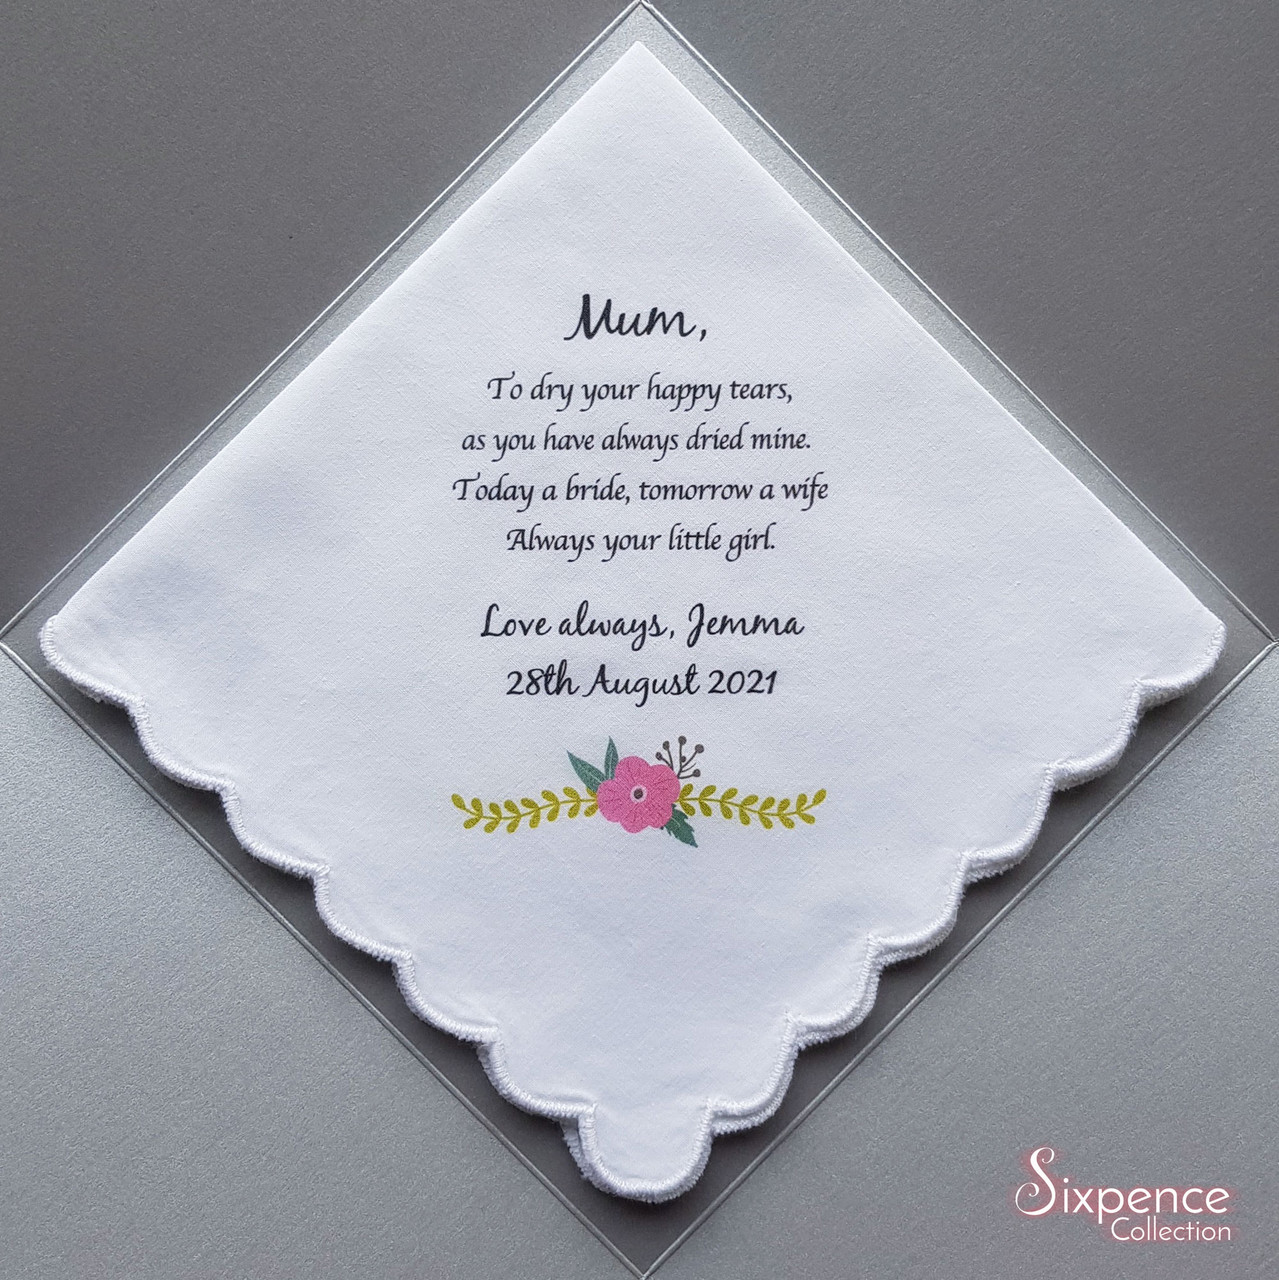 Mum,
To dry your happy tears,
as you have always dried mine.
Today a bride, tomorrow a wife
Always your little girl.
Love always, Jemma
28th August 2021
Sixpence
Collection